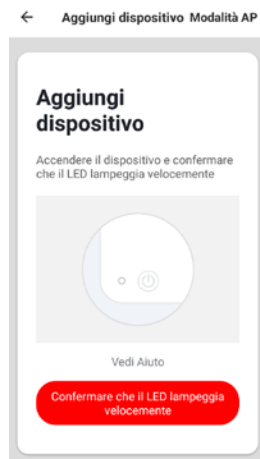 Aggiungi dispositivo Modalità AP
Aggiungi
dispositivo
Accendere il dispositivo e confermare
che il LED lampeggia velocemente
Vedi Aiuto
Confermare che il LED lampeggia
velocemente